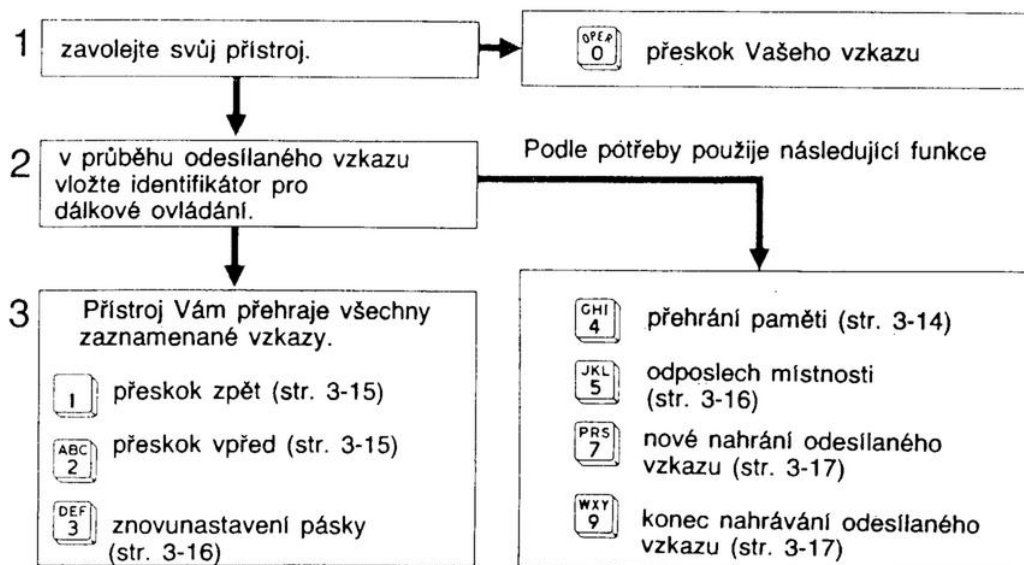 1
zavolejte svůj přístroj.
OPER
0
přeskok Vašeho vzkazu
2
v průběhu odesílaného vzkazu
vložte identifikátor pro
dálkové ovládání.
Podle potřeby použije následující funkce
3
Přístroj Vám přehraje všechny
zaznamenané vzkazy.
1
přeskok zpět (str. 3-15)
ABC
2
přeskok vpřed (str. 3-15)
DEF
3
znovunastavení pásky
(str. 3-16)
GHI
4
přehrání paměti (str. 3-14)
JKL
5
odposlech místnosti
(str. 3-16)
PRS
7
nové nahrání odesílaného
vzkazu (str. 3-17)
WXY
9
konec nahrávání odesílaného
vzkazu (str. 3-17)